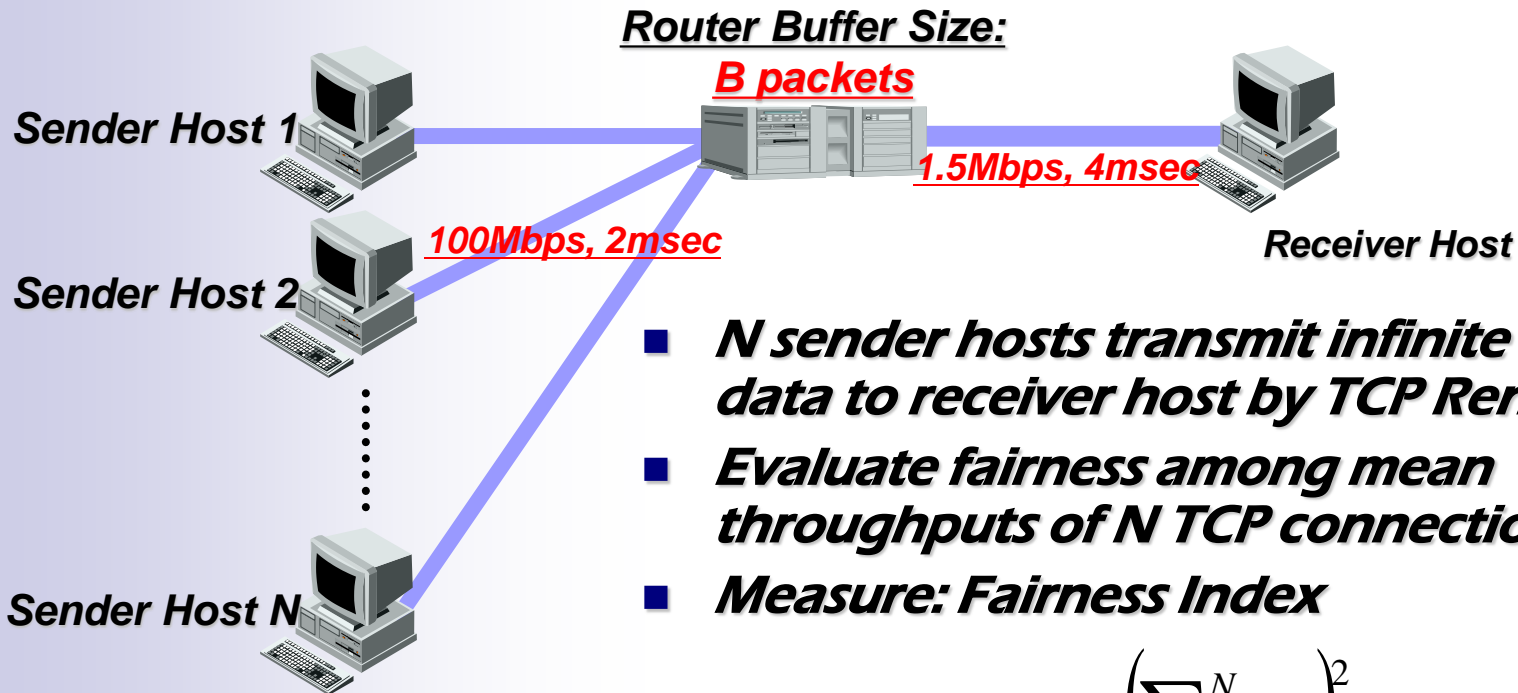 Router Buffer Size:
B packets
Sender Host 1
1.5Mbps, 4msec
100Mbps, 2msec
Receiver Host
Sender Host 2
Sender Host N
■ N sender hosts transmit infinite
data to receiver host by TCP
■ Evaluate fairness among mean
throughputs of N TCP
■ Measure: Fairness Index
N
2